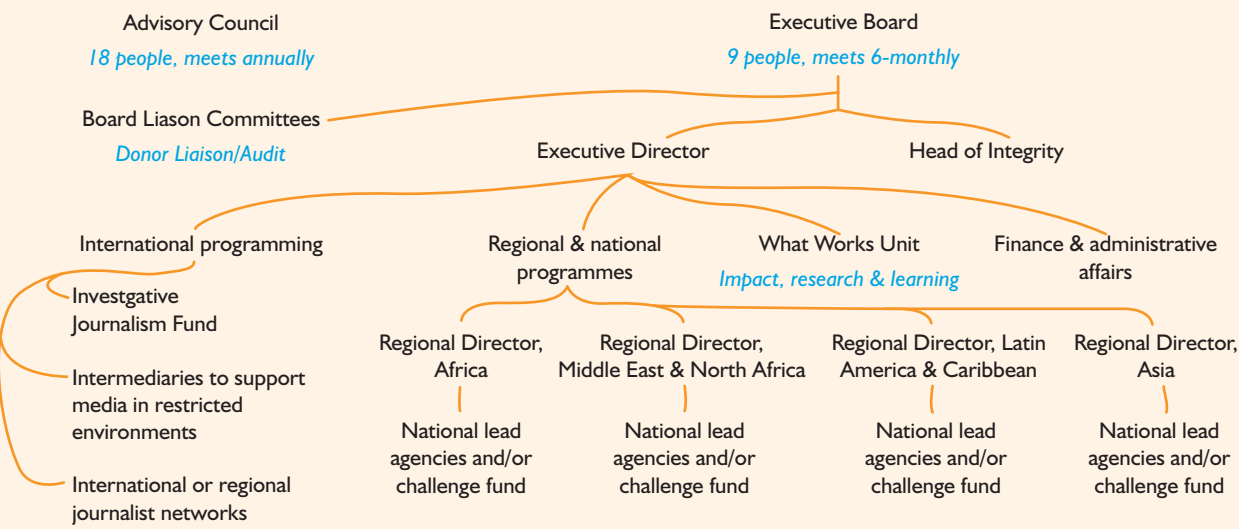 Advisory Council
18 people, meets annually
Executive Board
9 people, meets 6-monthly
Board Liason Committees
Donor Liaison/Audit
Executive Director
Head of Integrity
International programming
Regional & national
programmes
What Works Unit
Impact, research & learning
Finance & administrative
affairs
Investgative
Journalism Fund
Intermediaries to support
media in restricted
environments
International or regional
journalist networks
Regional Director,
Africa
Regional Director,
Middle East & North Africa
Regional Director, Latin
America & Caribbean
Regional Director,
Asia
National lead
agencies and/or
challenge fund
National lead
agencies and/or
challenge fund
National lead
agencies and/or
challenge fund
National lead
agencies and/or
challenge fund